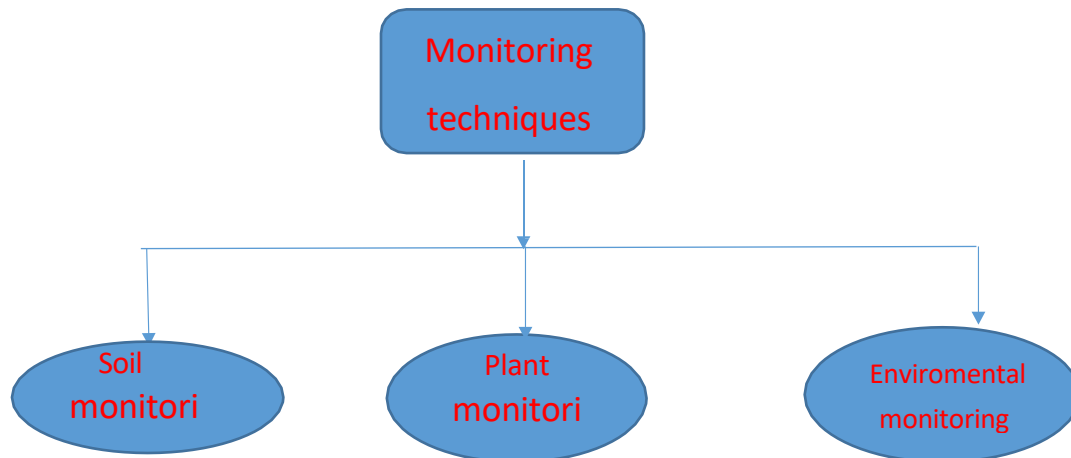 Monitoring
techniques
Soil
monitori
Plant
monitori
Enviromental
monitoring